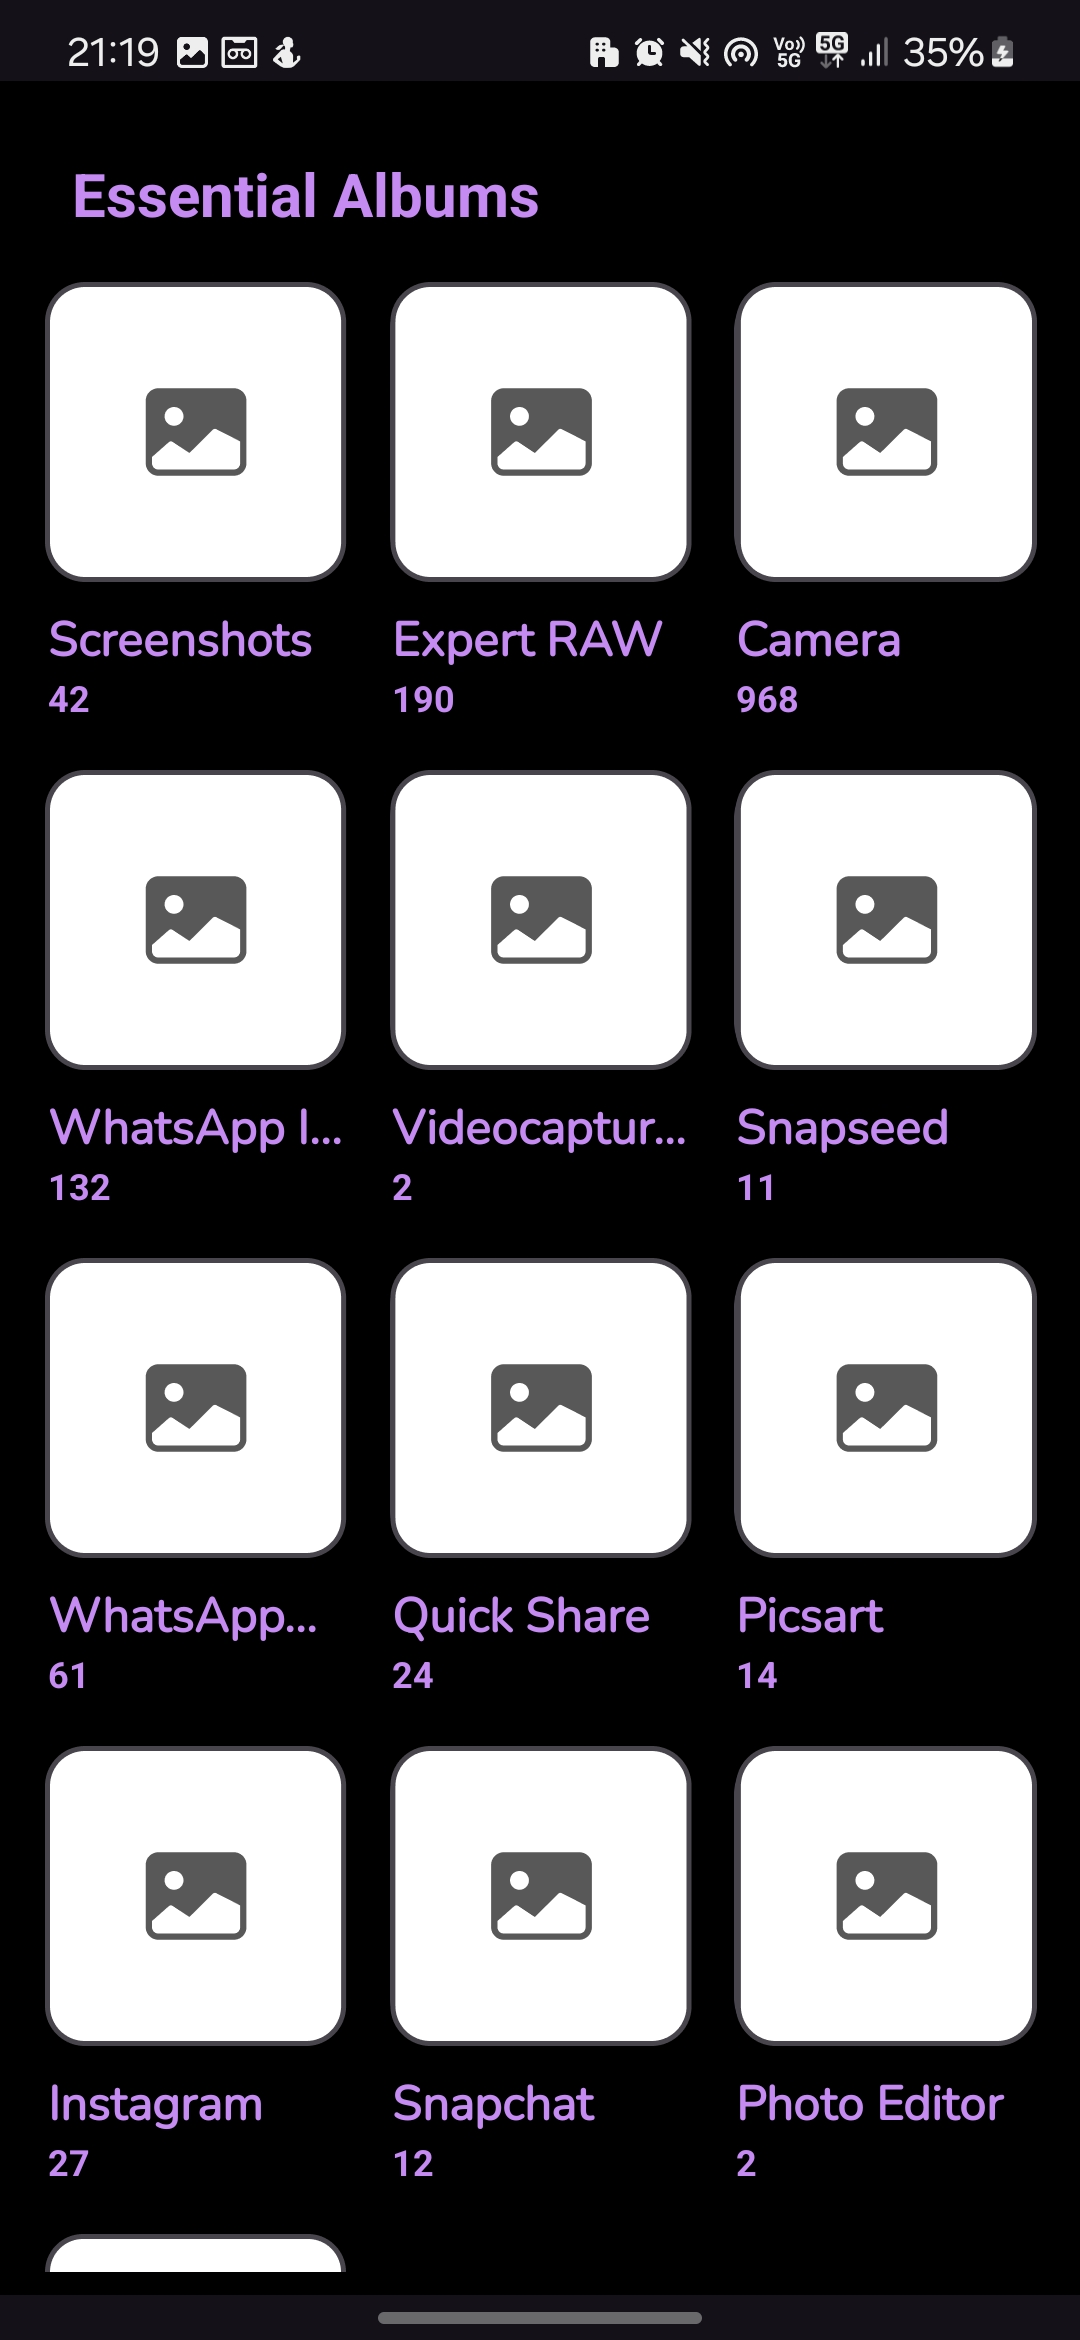 21:19 Vo)) 5G 5G 35%
Essential Albums
Screenshots Expert RAW Camera
42 190 968
WhatsApp I... Videocaptur... Snapseed
132 2 11
WhatsApp... Quick Share Picsart
61 24 14
Instagram Snapchat Photo Editor
27 12 2